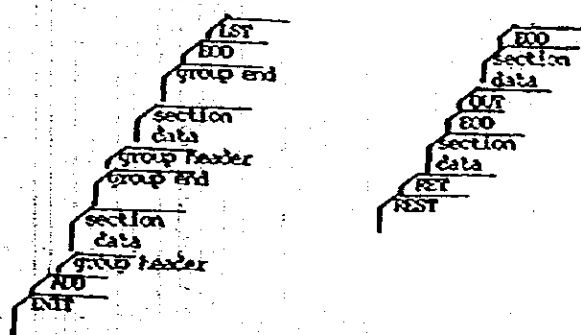 LST
EOD
group end
section
data
group header
group end
section
data
group header
ADD
INIT
EOD
section
data
OUT
EOD
section
data
RET
REST